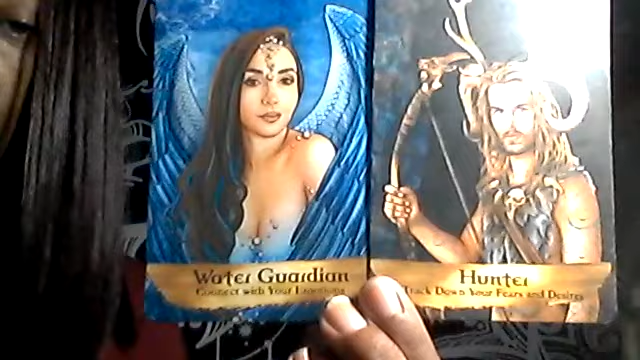 Water Guardian
Connect with Your Emotions
Hunter
Track Down Your Fears and Desires